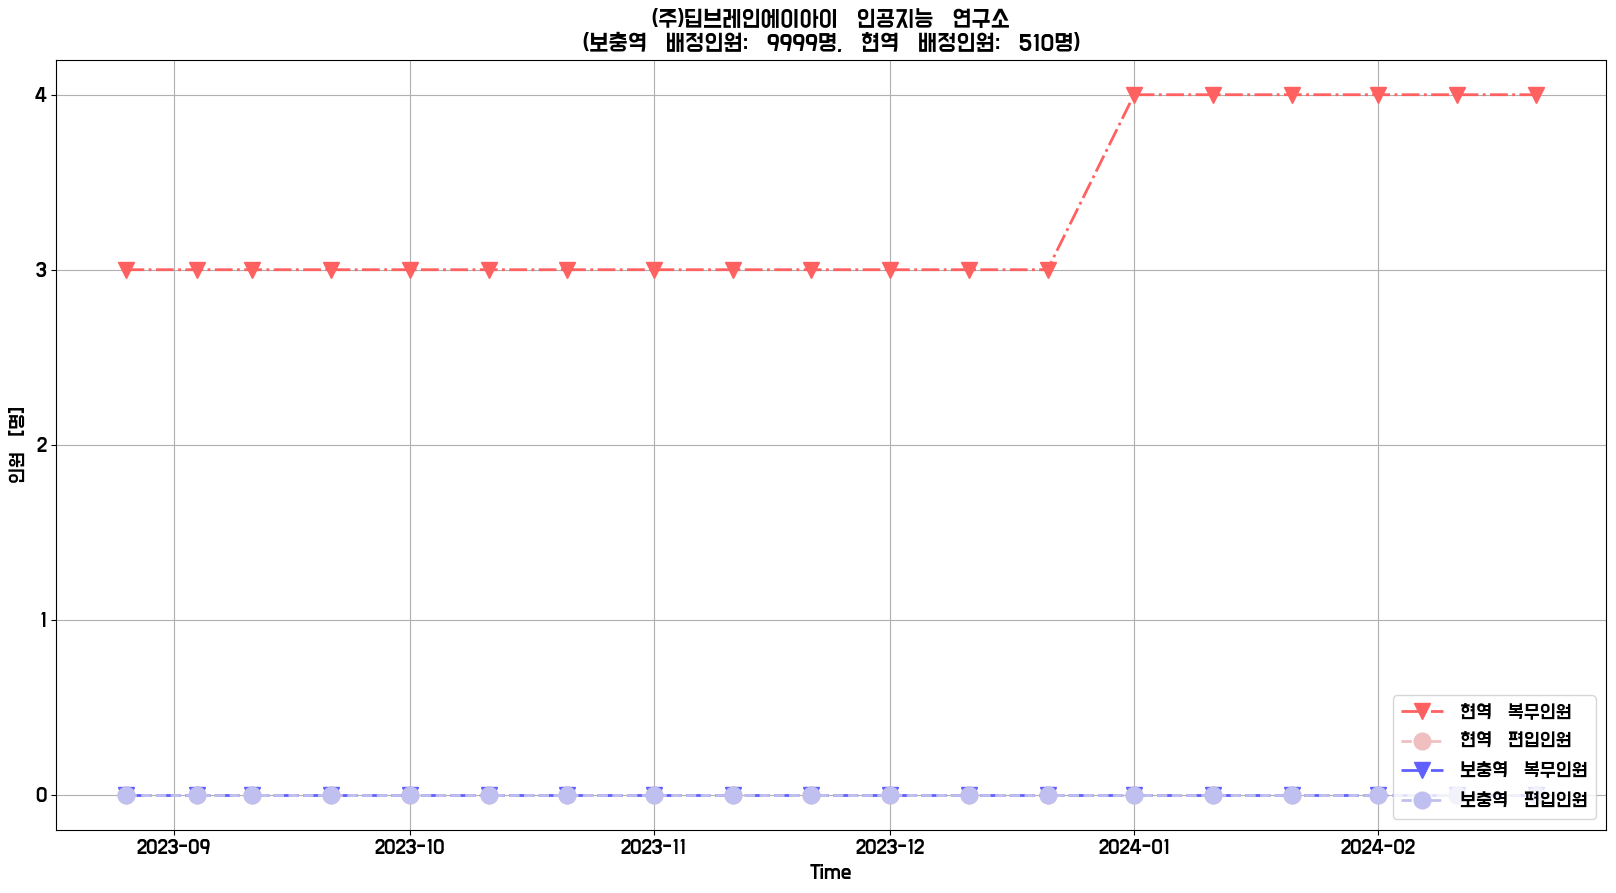 (주)딥브레인에이아이 인공지능 연구소
(보충역 배정인원: 9999명, 현역 배정인원: 510명)
4
3
2
1
0
인원 [명]
현역 복무인원
현역 편입인원
보충역 복무인원
보충역 편입인원
2023-09 2023-10 2023-11 2023-12 2024-01 2024-02
Time